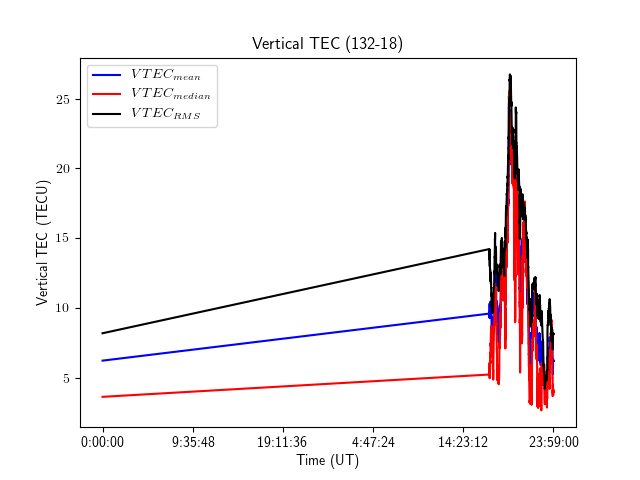 Vertical TEC (132-18)
VTEC_mean
VTEC_median
VTEC_RMS
25
20
15
10
5
Vertical TEC (TECU)
0:00:00 9:35:48 19:11:36 4:47:24 14:23:12 23:59:00
Time (UT)